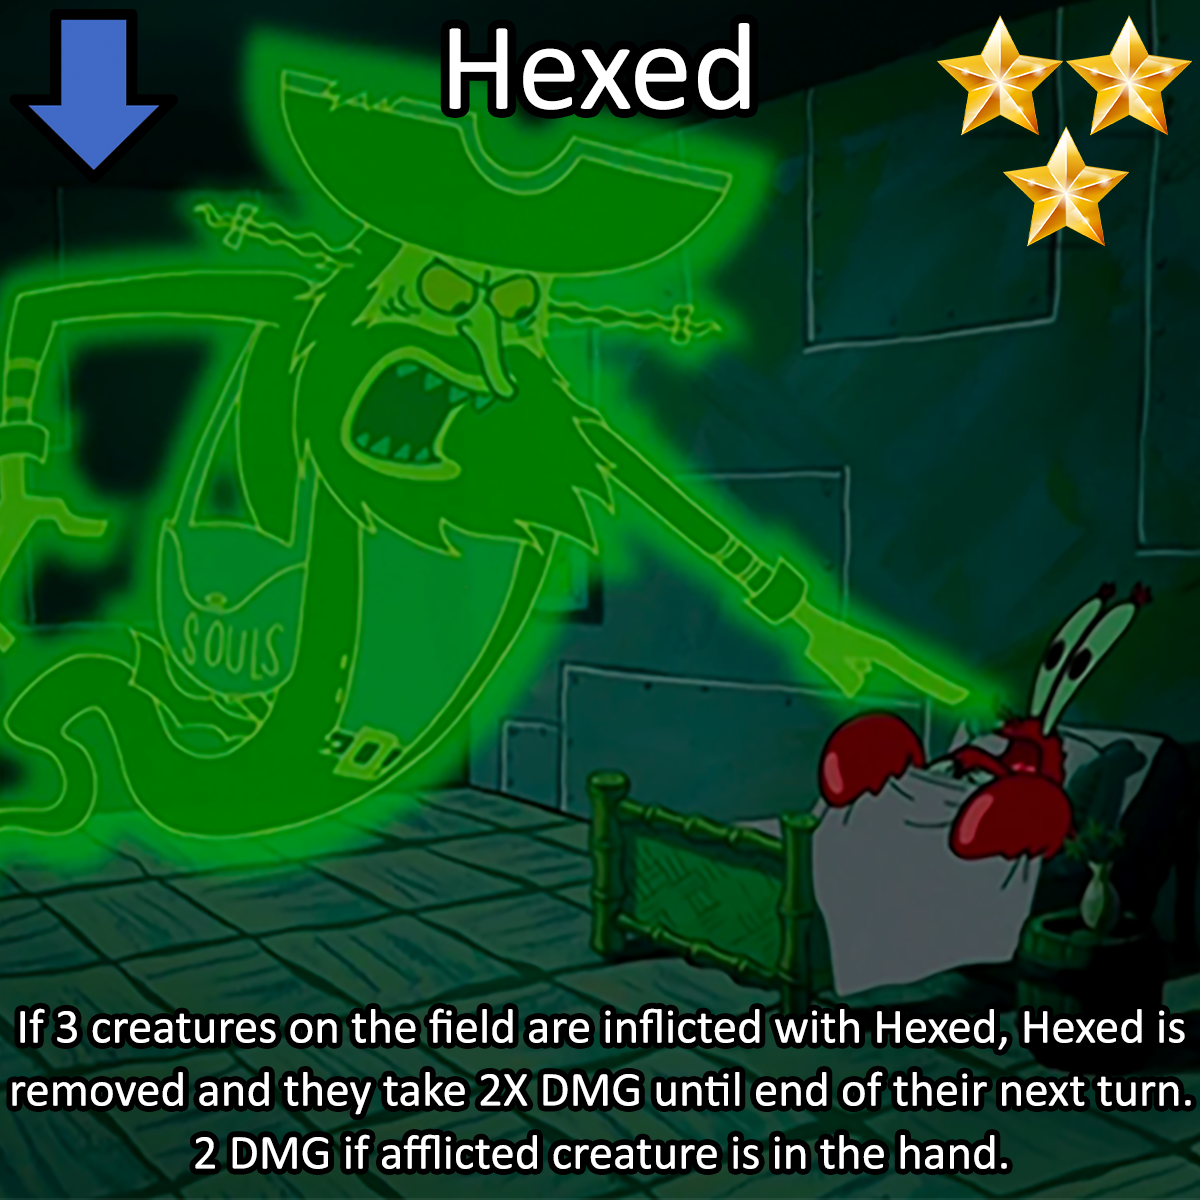 Hexed
SOULS
If 3 creatures on the field are inflicted with Hexed, Hexed is
removed and they take 2X DMG until end of their next turn.
2 DMG if afflicted creature is in the hand.